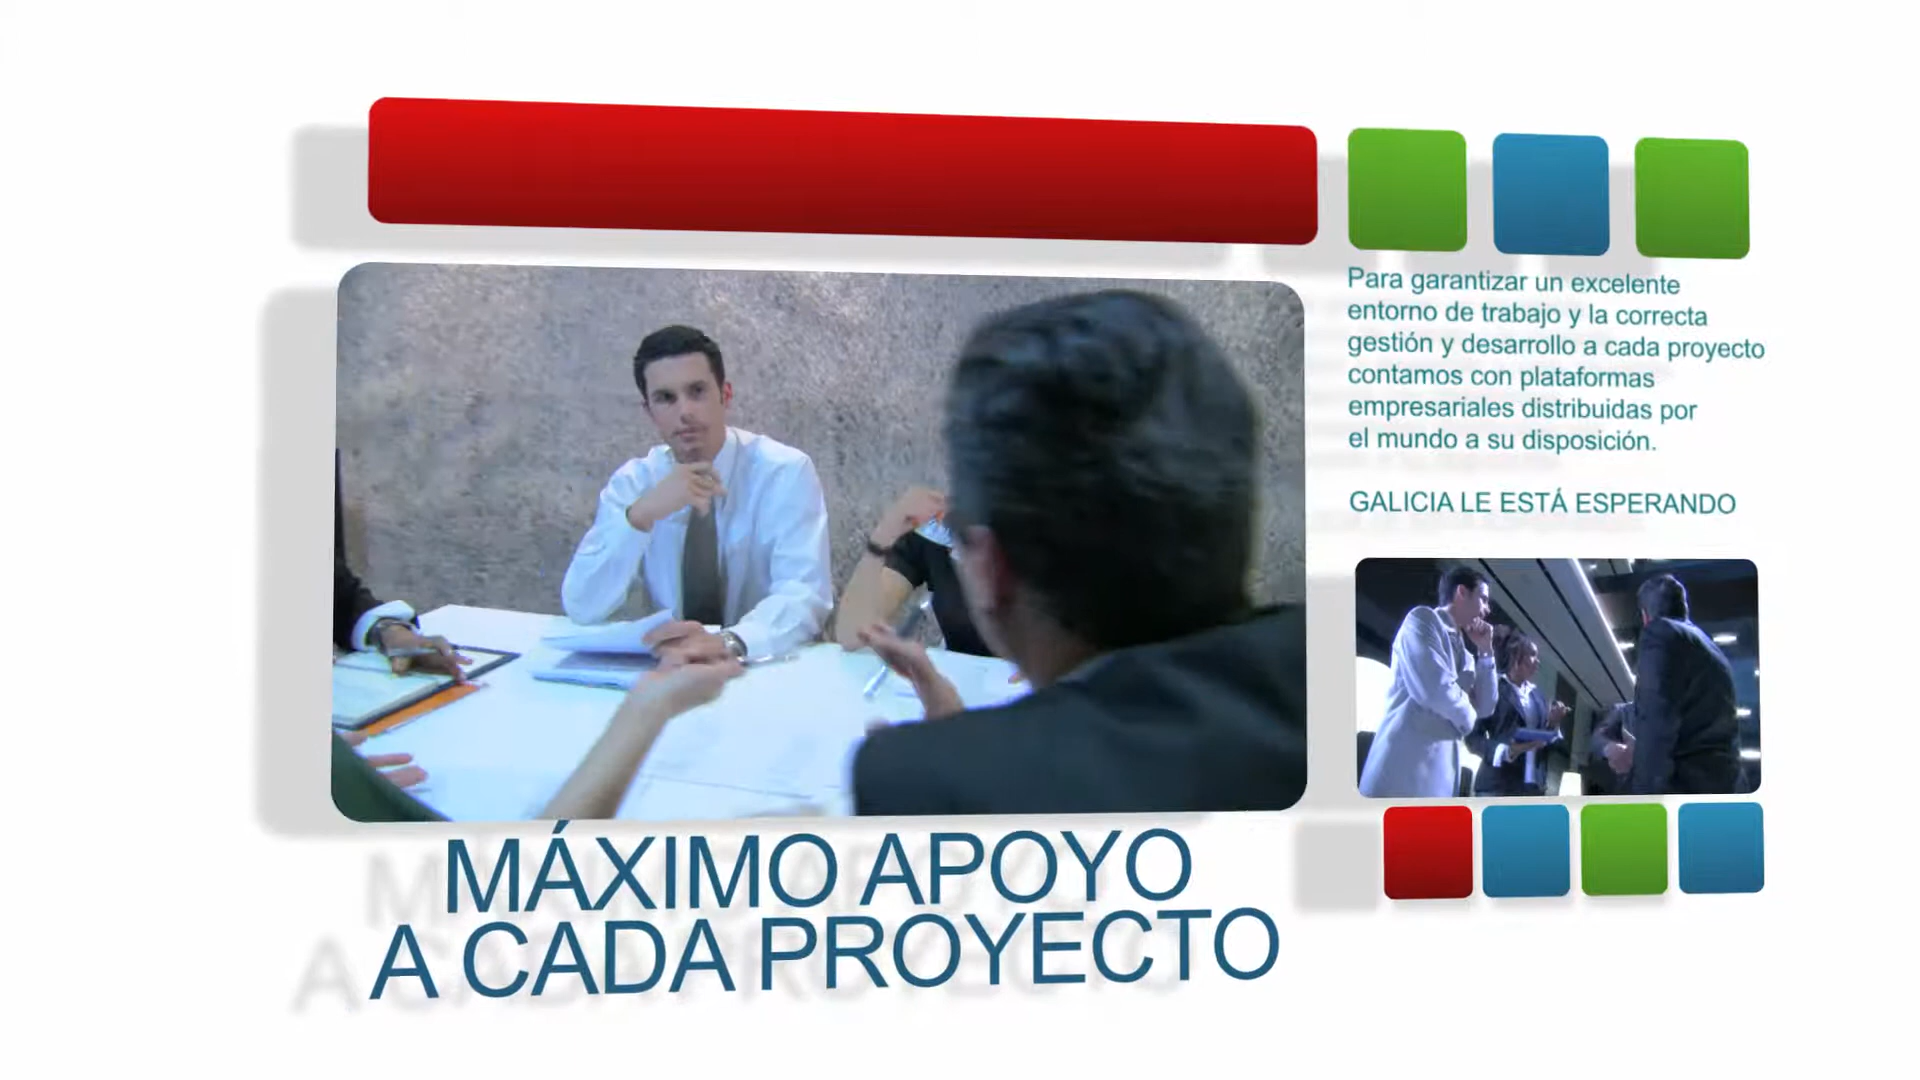 Para garantizar un excelente
entorno de trabajo y la correcta
gestión y desarrollo a cada proyecto
contamos con plataformas
empresariales distribuidas por
el mundo a su disposición.
GALICIA LE ESTÁ ESPERANDO
MÁXIMO APOYO
A CADA PROYECTO